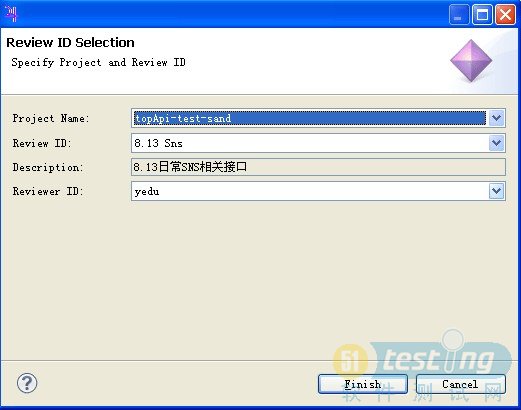 Review ID Selection
Specify Project and Review ID
Project Name: topApi-test-sand
Review ID: 8.13 Sns
Description: 8.13日常SNS相关接口
Reviewer ID: yedu
51testing
软件测试网
? Finish Cancel